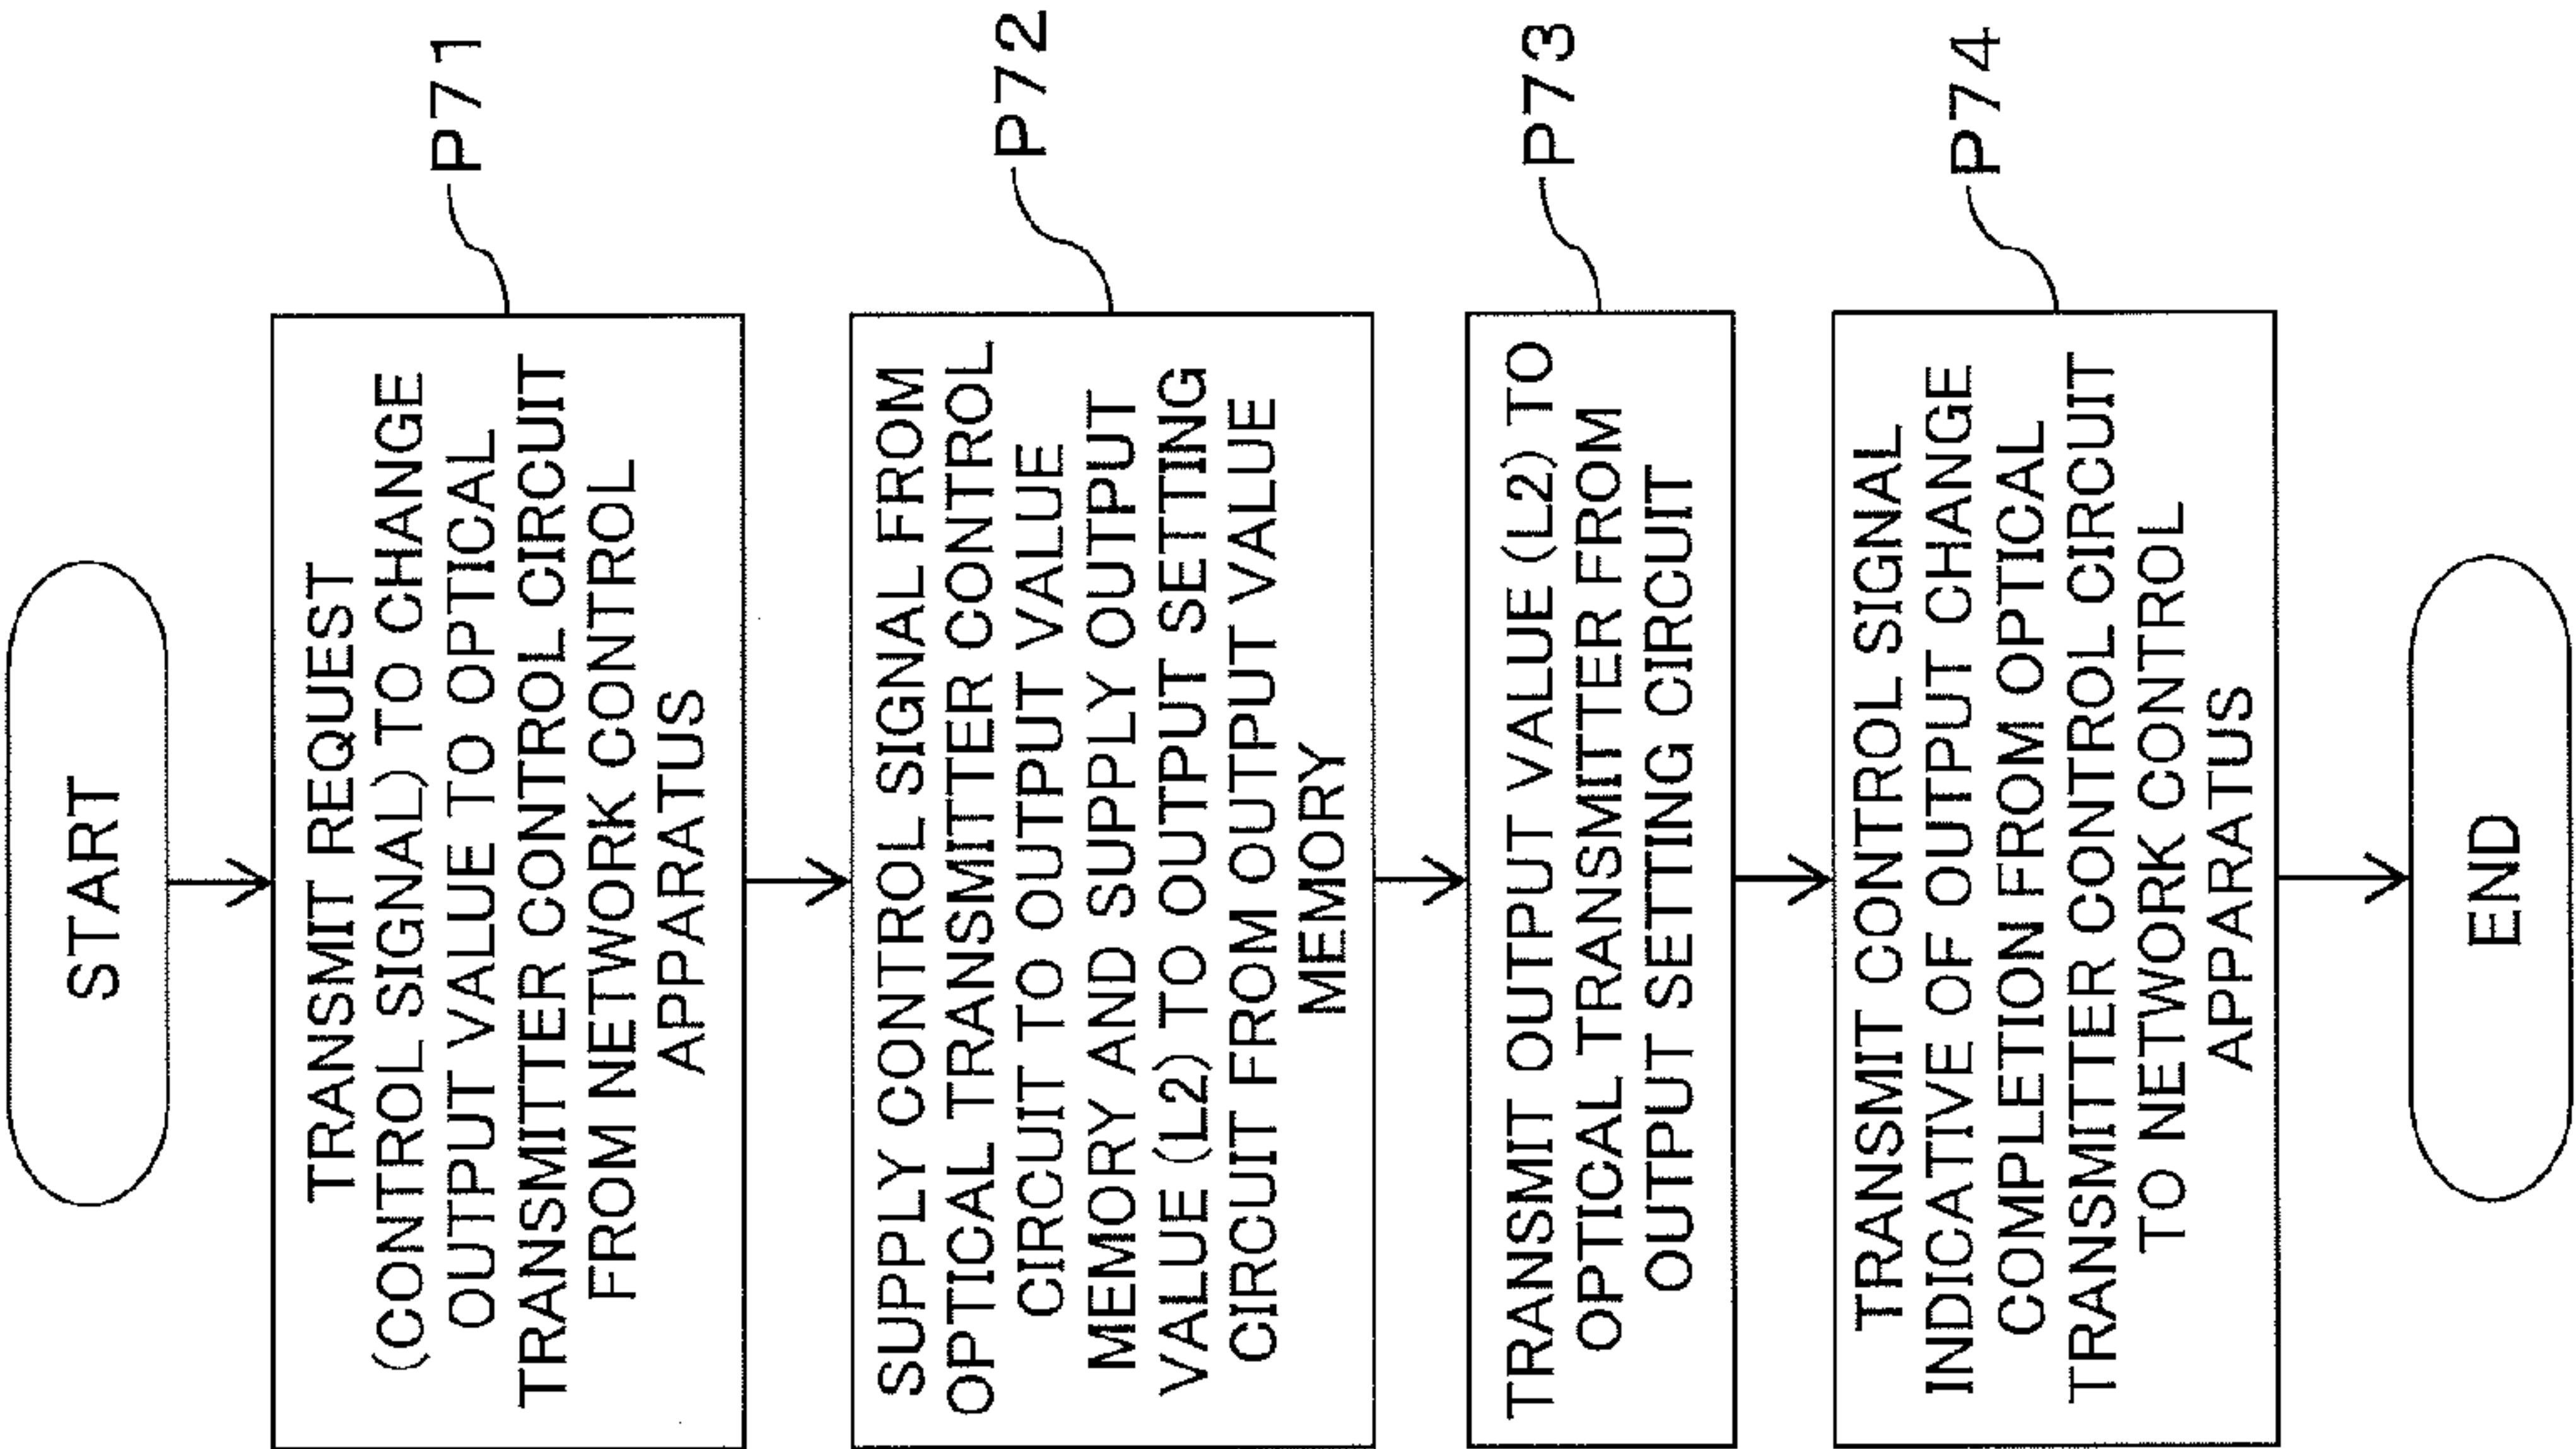 START
TRANSMIT REQUEST
(CONTROL SIGNAL) TO CHANGE
OUTPUT VALUE TO OPTICAL
TRANSMITTER CONTROL CIRCUIT
FROM NETWORK CONTROL
APPARATUS
P71
SUPPLY CONTROL SIGNAL FROM
OPTICAL TRANSMITTER CONTROL
CIRCUIT TO OUTPUT VALUE
MEMORY AND SUPPLY OUTPUT
VALUE (L2) TO OUTPUT SETTING
CIRCUIT FROM OUTPUT VALUE
MEMORY
P72
TRANSMIT OUTPUT VALUE (L2) TO
OPTICAL TRANSMITTER FROM
OUTPUT SETTING CIRCUIT
P73
TRANSMIT CONTROL SIGNAL
INDICATIVE OF OUTPUT CHANGE
COMPLETION FROM OPTICAL
TRANSMITTER CONTROL CIRCUIT
TO NETWORK CONTROL
APPARATUS
P74
END